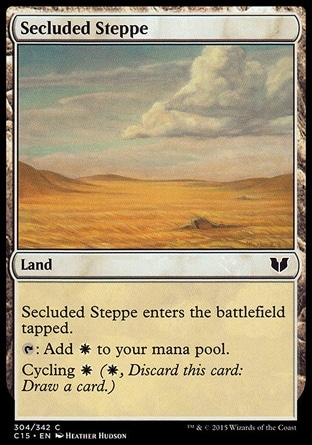 Secluded Steppe
Land
Secluded Steppe enters the battlefield
tapped.
: Add to your mana pool.
Cycling (, Discard this card:
Draw a card.)
304/342 C
C15 • EN Heather Hudson
™ & © 2015 Wizards of the Coast